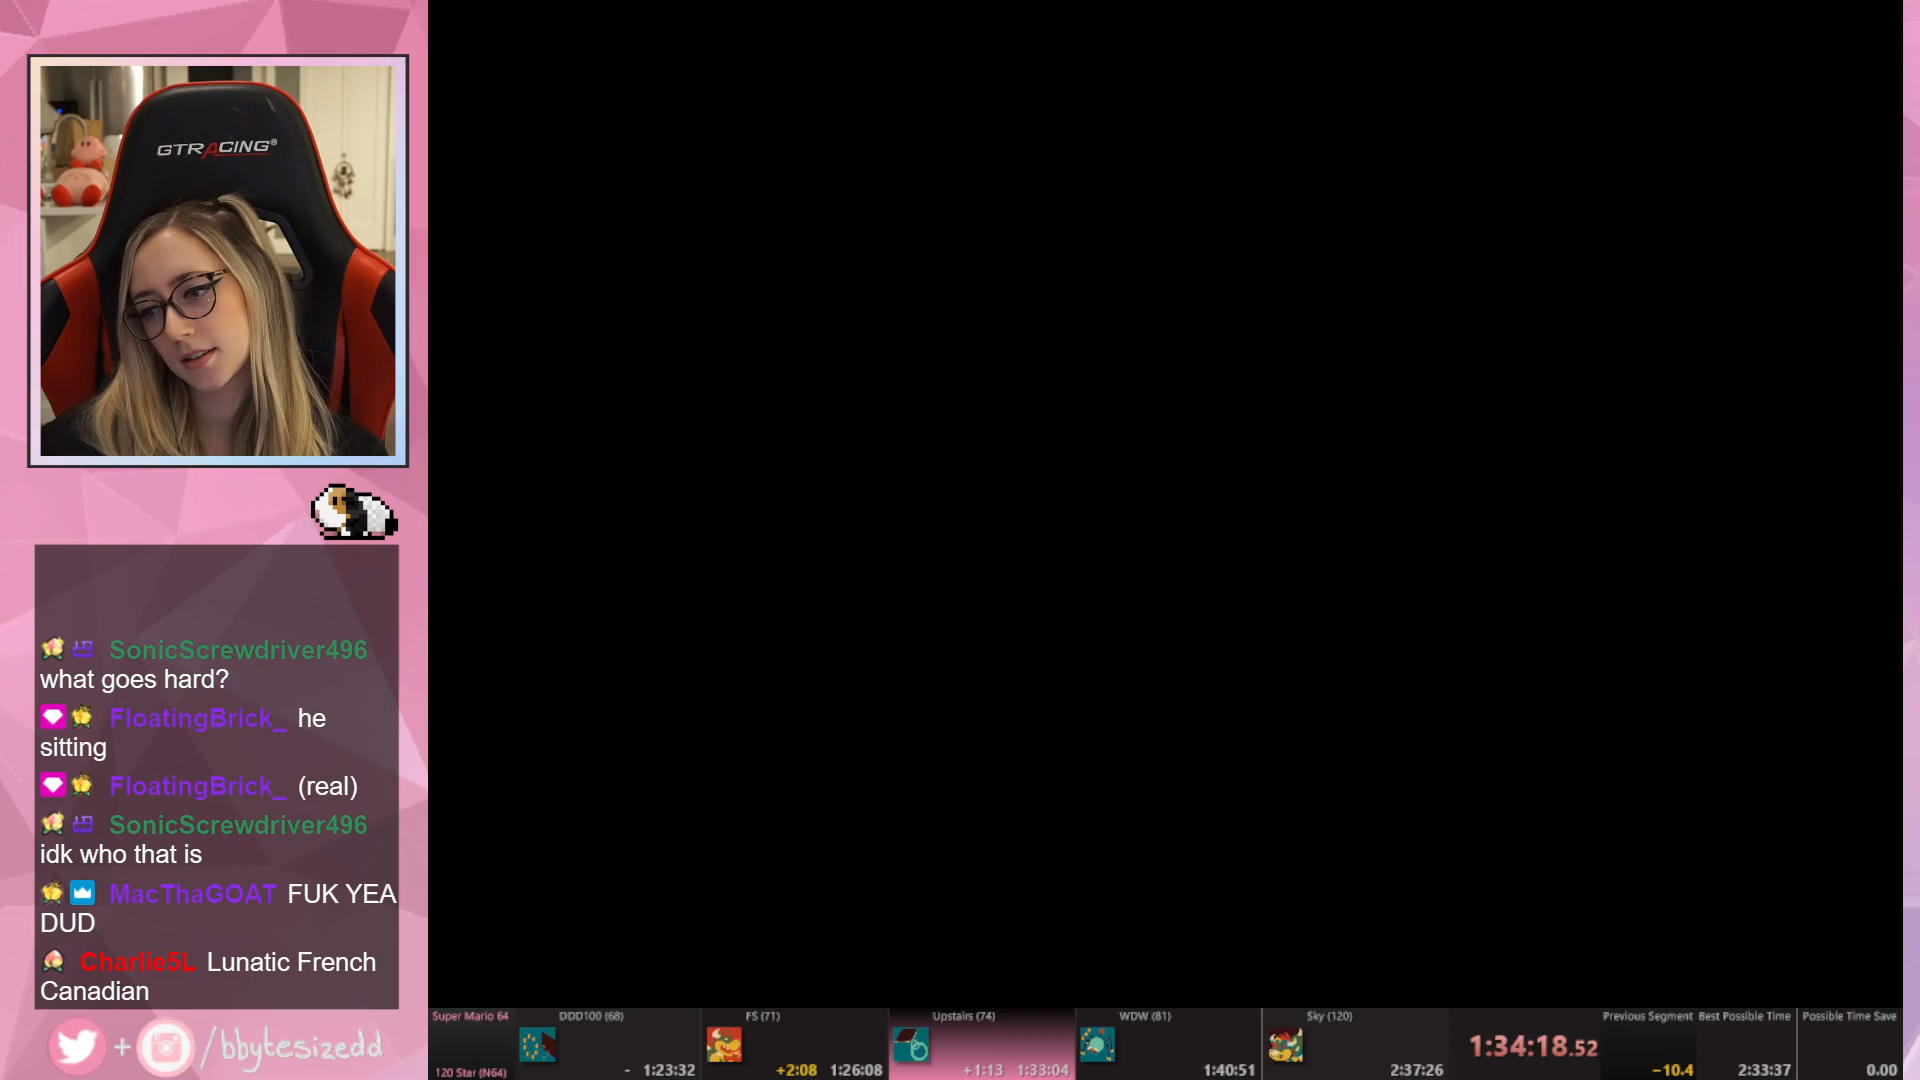 GTRACING®
SonicScrewdriver496
what goes hard?
FloatingBrick_ he
sitting
FloatingBrick_ (real)
SonicScrewdriver496
idk who that is
MacThaGOAT FUK YEA
DUD
Charlie5L Lunatic French
Canadian
+ /bbytesizedd
Super Mario 64
120 Star (N64)
DDD100 (68)
- 1:23:32
FS (71)
+2:08 1:26:08
Upstairs (74)
+1:13 1:33:04
WDW (81)
1:40:51
Sky (120)
2:37:26
1:34:18.52
Previous Segment
-10.4
Best Possible Time
2:33:37
Possible Time Save
0.00